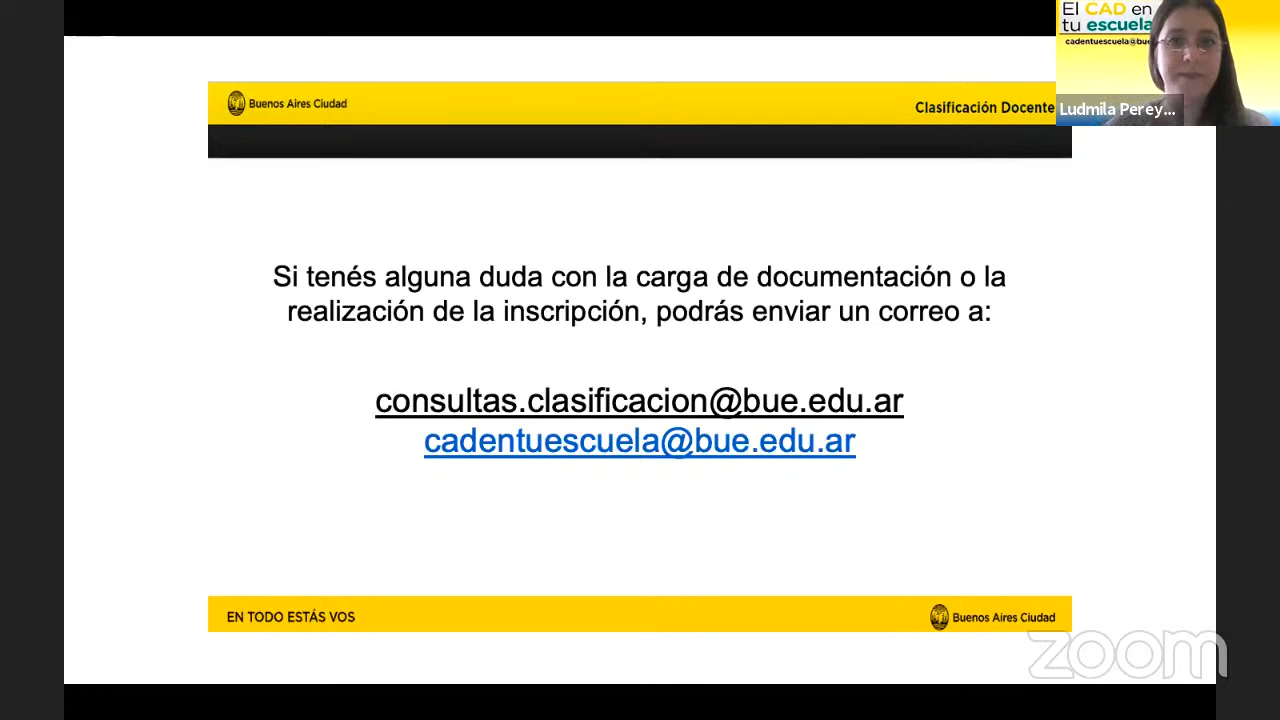 El CAD en
tu escuela
cadentuescuela@bue
Ludmila Perey...
Buenos Aires Ciudad
Clasificación Docente
Si tenés alguna duda con la carga de documentación o la
realización de la inscripción, podrás enviar un correo a:
consultas.clasificacion@bue.edu.ar
cadentuescuela@bue.edu.ar
EN TODO ESTÁS VOS
Buenos Aires Ciudad
zoom